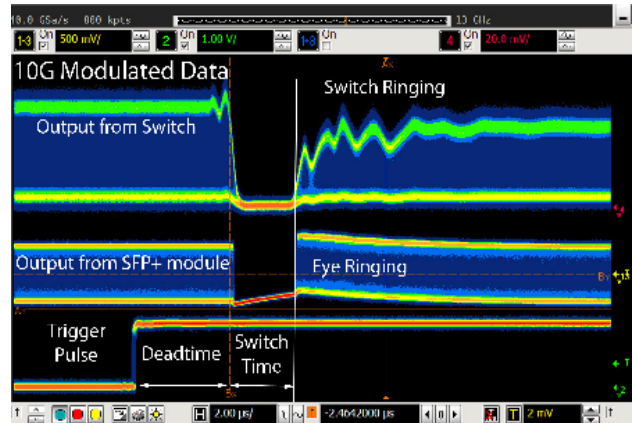 10.0 GSa/s 800 kpts 13 GHz
1-3 On 500 mV/ 2 On 1.00 V/ 1-3 On 4 On 20.0 mV/
10G Modulated Data
Switch Ringing
Output from Switch
Output from SFP+ module
Eye Ringing
Trigger
Pulse
Deadtime
Switch
Time
H 2.00 µs/ -2.4642000 µs 0 T 2 mV